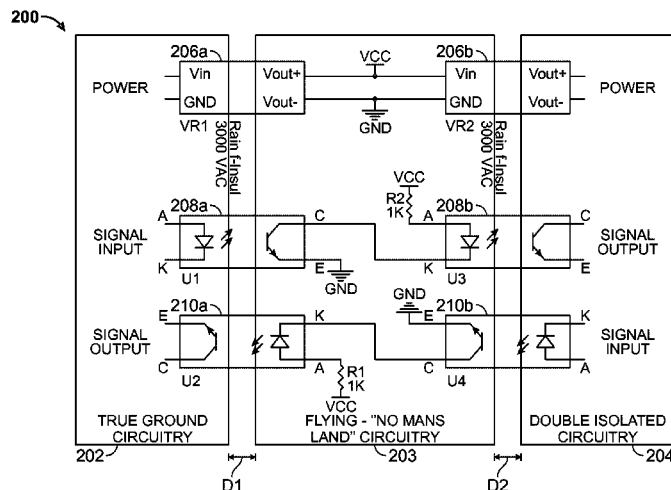 200
206a
206b
VCC
POWER
Vin
Vout+
Vin
Vout+
POWER
GND
Vout-
GND
Vout-
VR1
GND
VR2
Rain f-Insul
3000 VAC
Rain f-Insul
3000 VAC
VCC
208a
R2
1K
208b
A
C
A
C
SIGNAL
INPUT
SIGNAL
OUTPUT
K
E
K
E
U1
GND
U3
210a
GND
210b
E
K
E
K
SIGNAL
OUTPUT
SIGNAL
INPUT
C
A
C
A
U2
R1
1K
U4
VCC
TRUE GROUND
CIRCUITRY
FLYING - "NO MANS
LAND" CIRCUITRY
DOUBLE ISOLATED
CIRCUITRY
202
203
204
D1
D2